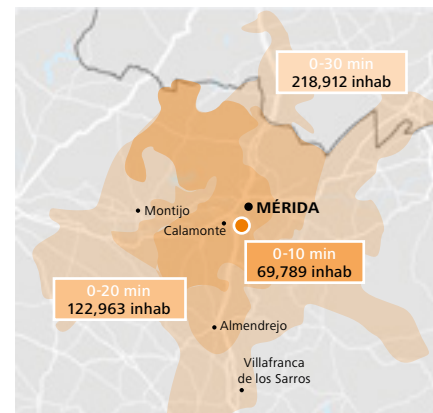 0-30 min
218,912 inhab
MÉRIDA
Montijo
Calamonte
0-10 min
69,789 inhab
0-20 min
122,963 inhab
Almendrejo
Villafranca
de los Sarros